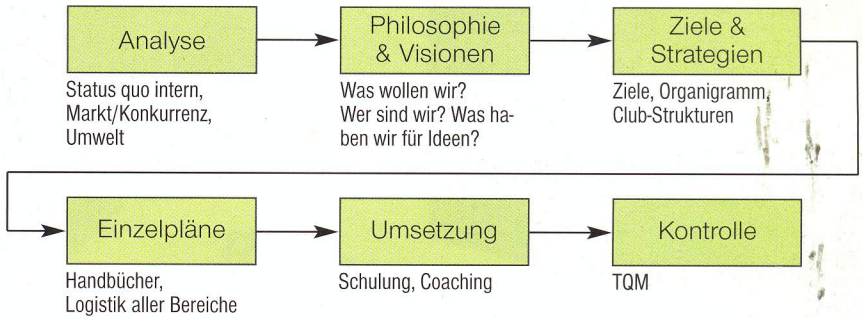 Analyse
Philosophie
& Visionen
Ziele &
Strategien
Status quo intern,
Markt/Konkurrenz,
Umwelt
Was wollen wir?
Wer sind wir? Was ha-
ben wir für Ideen?
Ziele, Organigramm,
Club-Strukturen
Einzelpläne
Umsetzung
Kontrolle
Handbücher,
Logistik aller Bereiche
Schulung, Coaching
TQM